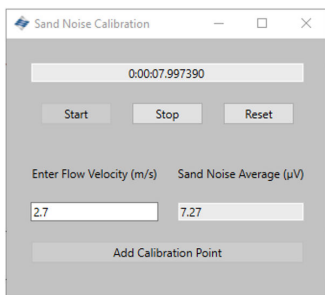 Sand Noise Calibration
0:00:07.997390
Start Stop Reset
Enter Flow Velocity (m/s) Sand Noise Average (µV)
2.7 7.27
Add Calibration Point